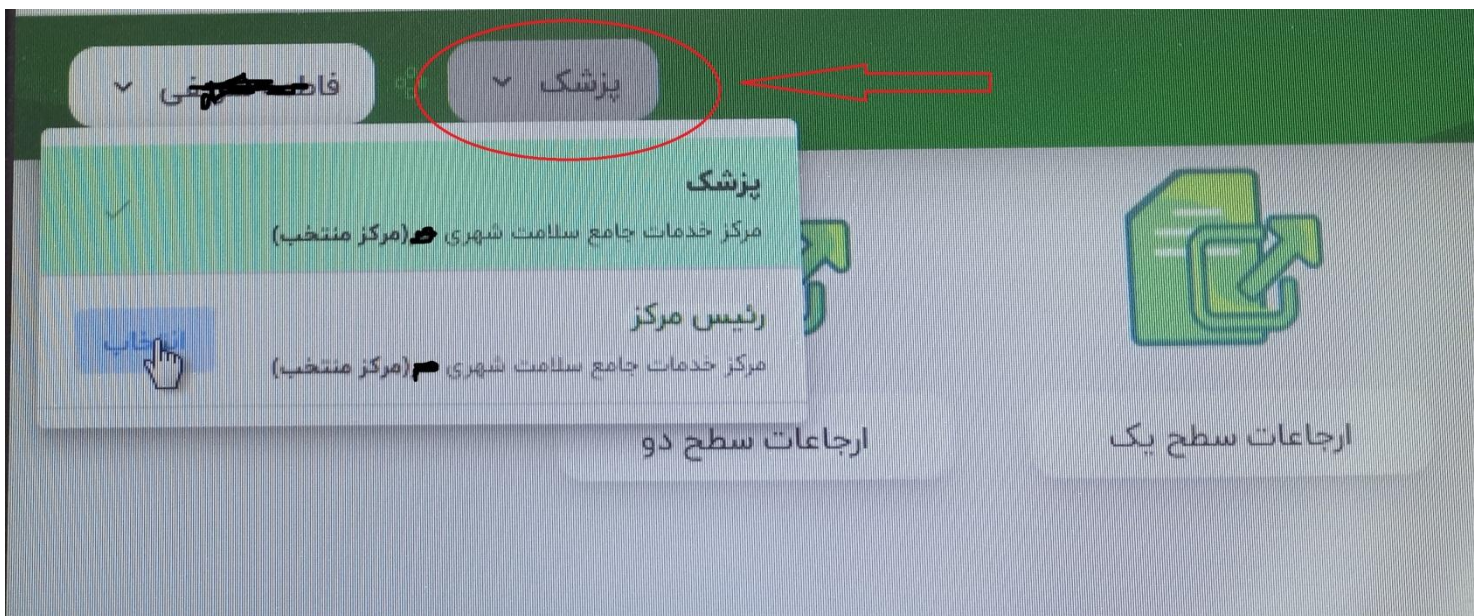 پزشک
پزشک
مرکز خدمات جامع سلامت شهری (مرکز منتخب)
رئیس مرکز
انتخاب
مرکز خدمات جامع سلامت شهری (مرکز منتخب)
ارجاعات سطح یک
ارجاعات سطح دو